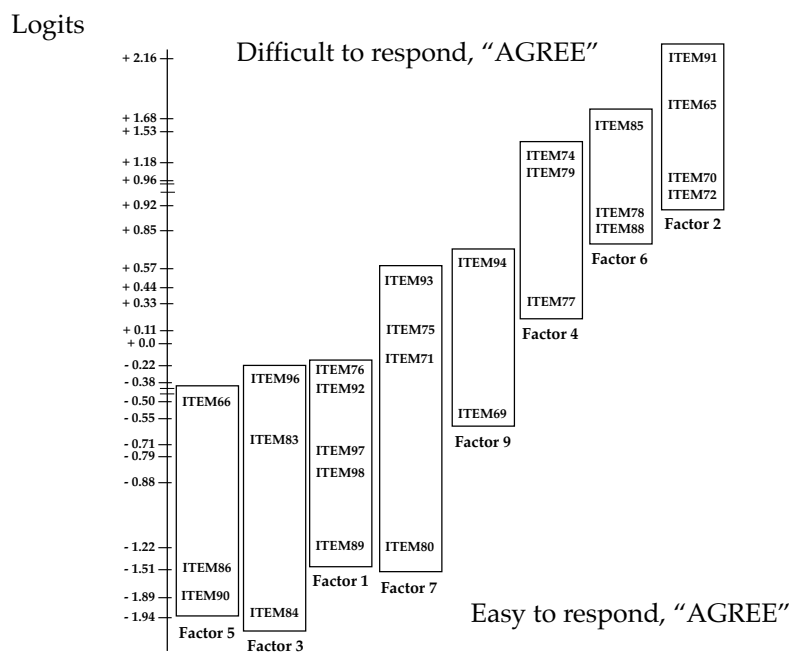 Logits
Difficult to respond, “AGREE”
+ 2.16
+ 1.68
+ 1.53
+ 1.18
+ 0.96
+ 0.92
+ 0.85
+ 0.57
+ 0.44
+ 0.33
+ 0.11
+ 0.0
- 0.22
- 0.38
- 0.50
- 0.55
- 0.71
- 0.79
- 0.88
- 1.22
- 1.51
- 1.89
- 1.94
ITEM66
ITEM86
ITEM90
Factor 5
ITEM96
ITEM83
ITEM84
Factor 3
ITEM76
ITEM92
ITEM97
ITEM98
ITEM89
Factor 1
ITEM93
ITEM75
ITEM71
ITEM80
Factor 7
ITEM94
ITEM69
Factor 9
ITEM74
ITEM79
ITEM77
Factor 4
ITEM85
ITEM78
ITEM88
Factor 6
ITEM91
ITEM65
ITEM70
ITEM72
Factor 2
Easy to respond, “AGREE”